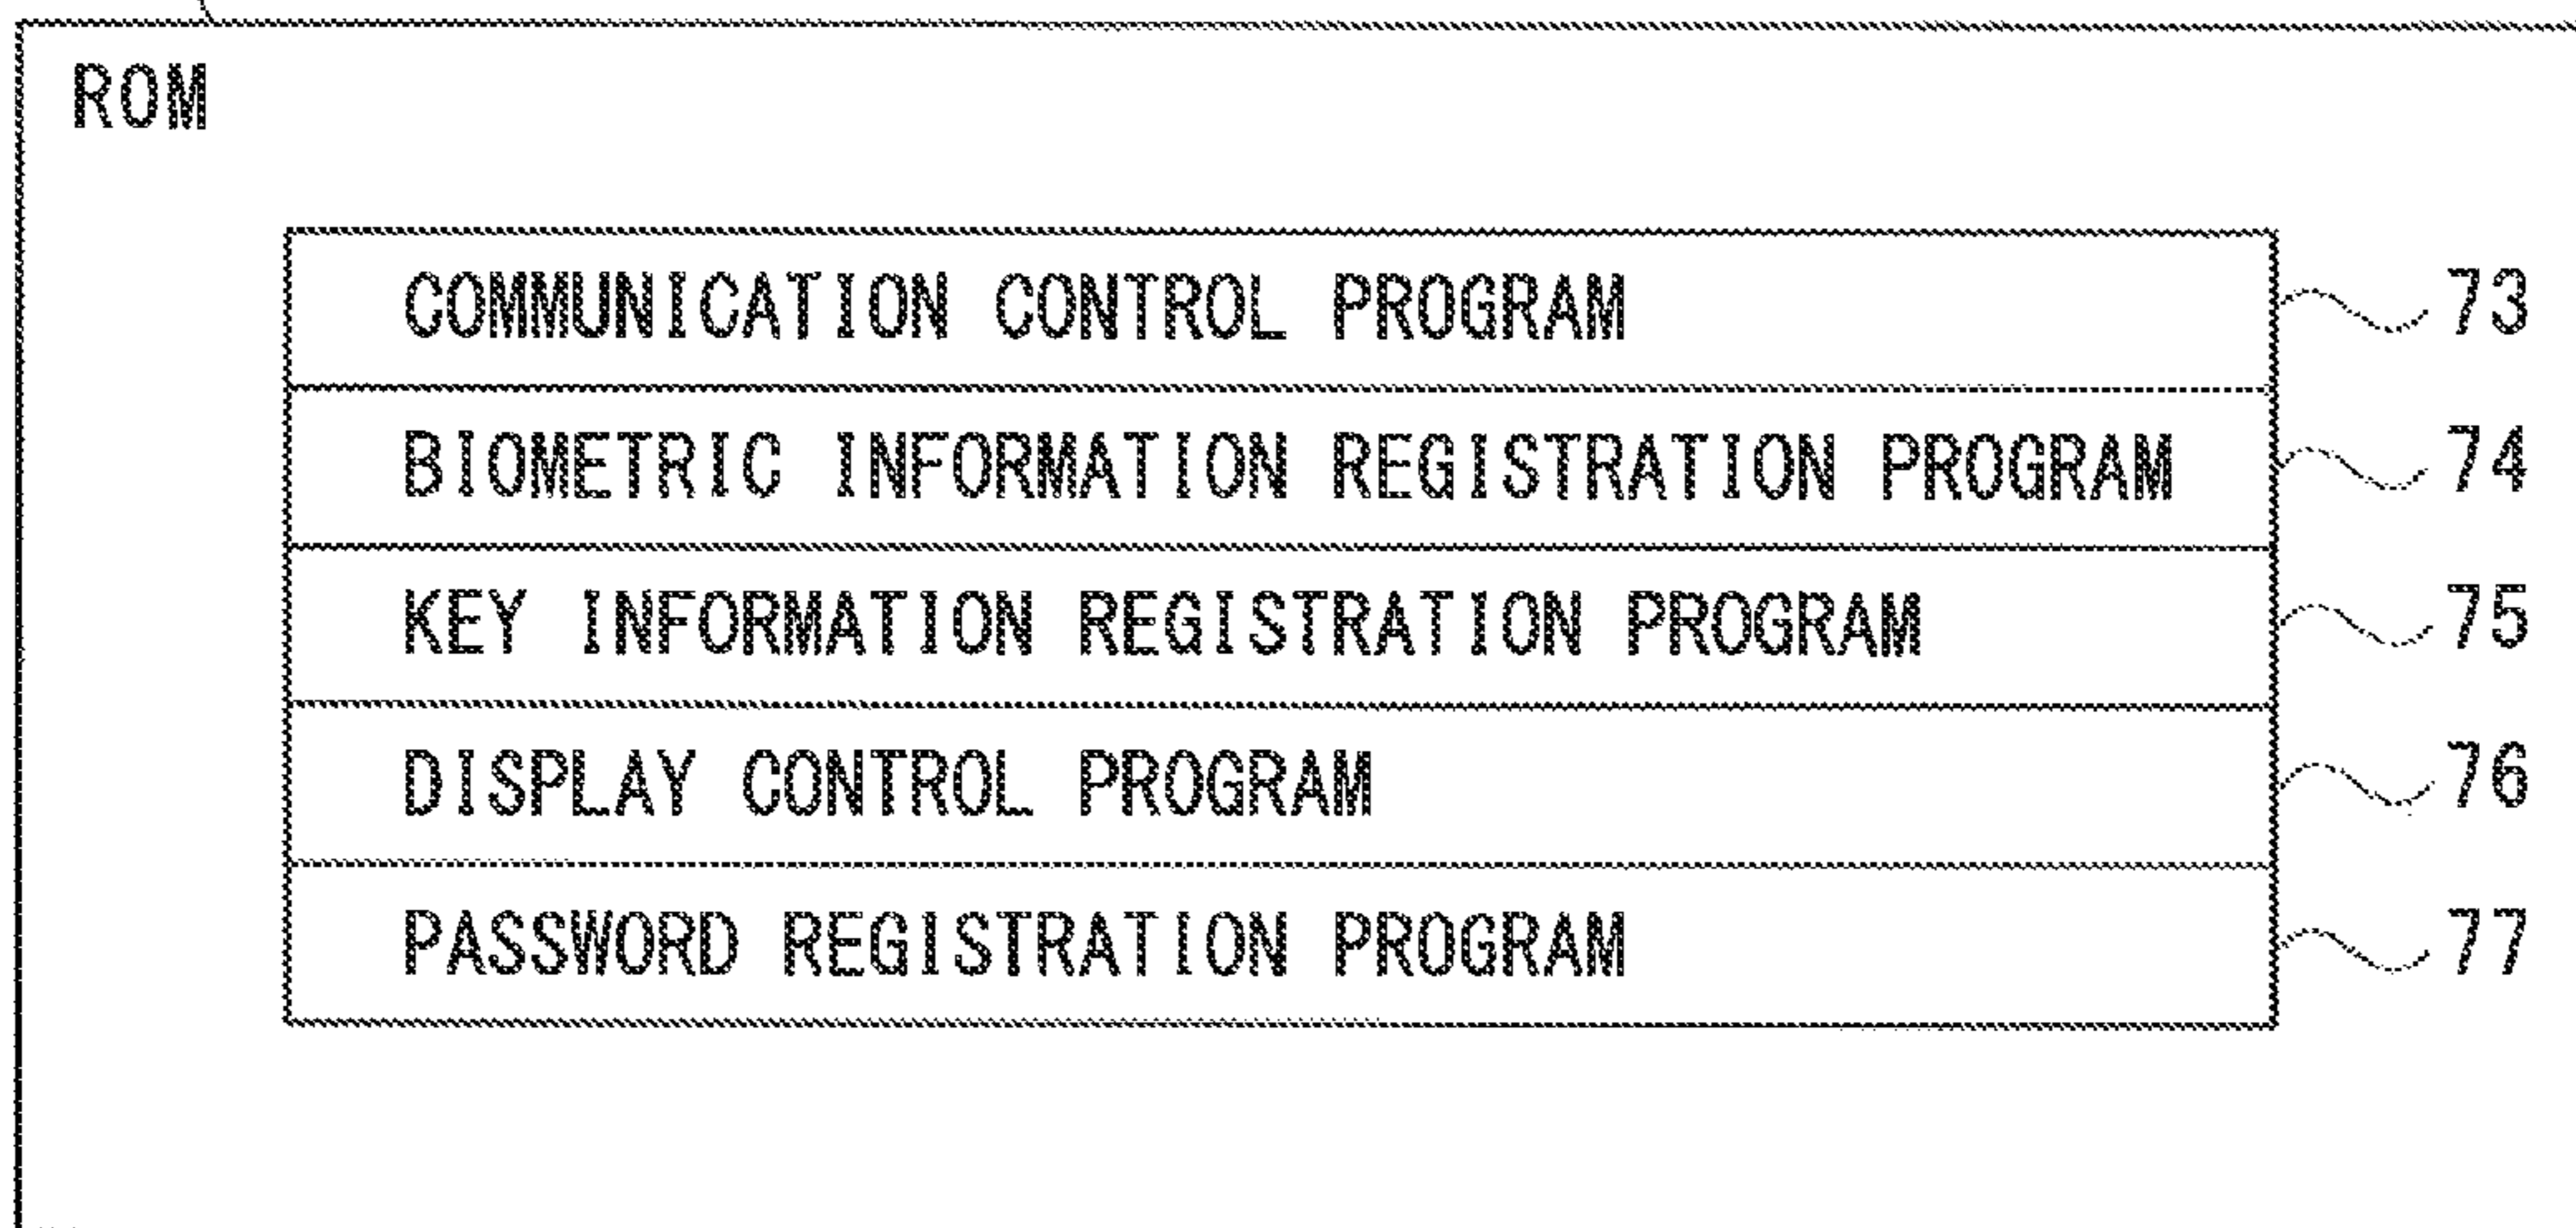 ROM
COMMUNICATION CONTROL PROGRAM 73
BIOMETRIC INFORMATION REGISTRATION PROGRAM 74
KEY INFORMATION REGISTRATION PROGRAM 75
DISPLAY CONTROL PROGRAM 76
PASSWORD REGISTRATION PROGRAM 77